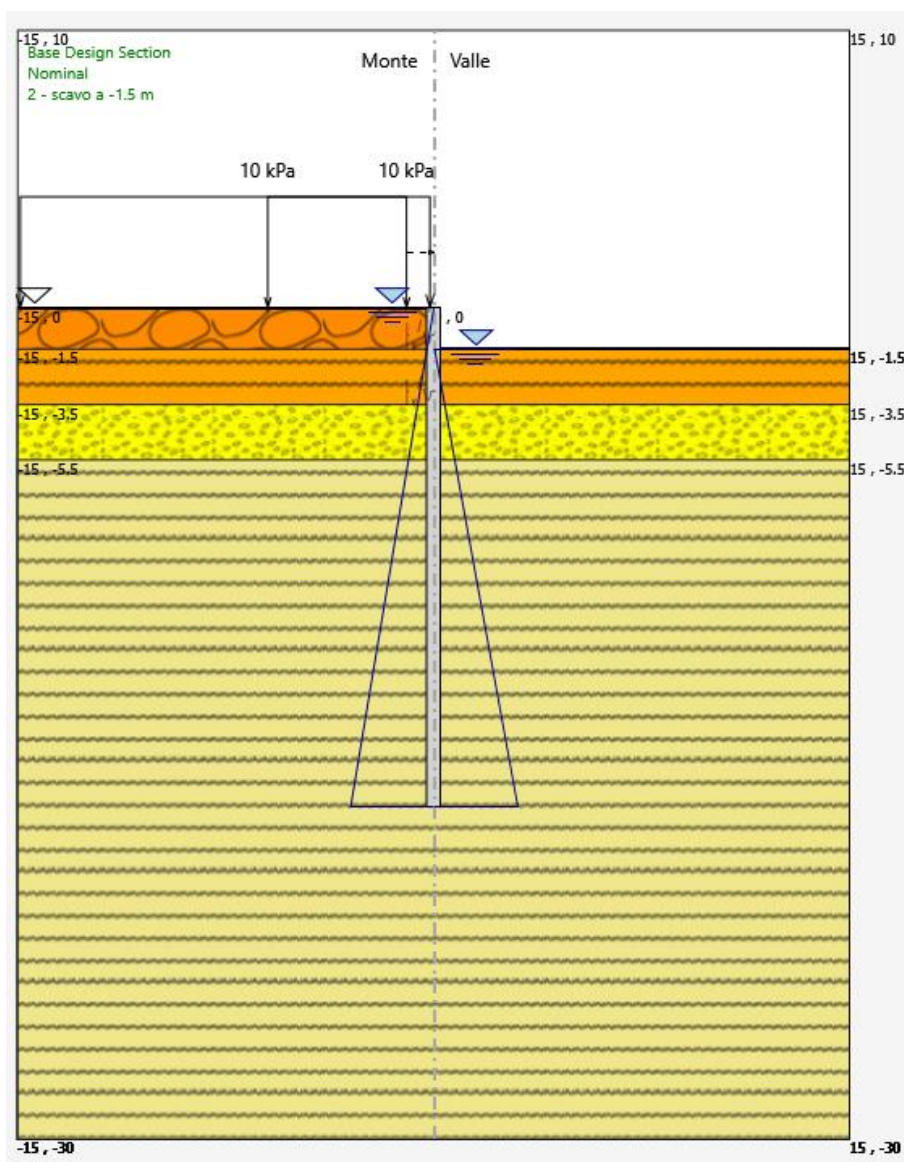 -15 , 10
15 , 10
Base Design Section
Nominal
2 - scavo a -1.5 m
Monte
Valle
10 kPa
10 kPa
-15 , 0
, 0
-15 , -1.5
15 , -1.5
-15 , -3.5
15 , -3.5
-15 , -5.5
15 , -5.5
-15 , -30
15 , -30